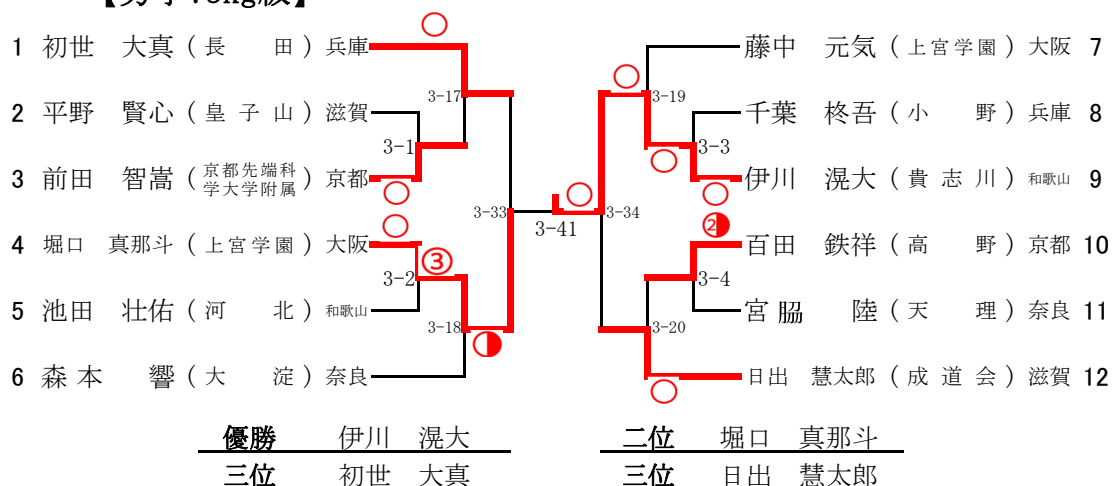 1 初世 大真 (長 田) 兵庫
2 平野 賢心 (皇子山) 滋賀
3 前田 智嵩 (京都先端科学大学附属) 京都
4 堀口 真那斗 (上宮学園) 大阪
5 池田 壮佑 (河 北) 和歌山
6 森本 響 (大 淀) 奈良
3-17
3-1
3-33
3-2
③
3-18
3-41
藤中 元気 (上宮学園) 大阪 7
千葉 柊吾 (小 野) 兵庫 8
伊川 滉大 (貴志川) 和歌山 9
百田 鉄祥 (高 野) 京都 10
宮脇 陸 (天 理) 奈良 11
日出 慧太郎 (成道会) 滋賀 12
3-19
3-3
3-34
2
3-4
3-20
優勝 伊川 滉大
二位 堀口 真那斗
三位 初世 大真
三位 日出 慧太郎